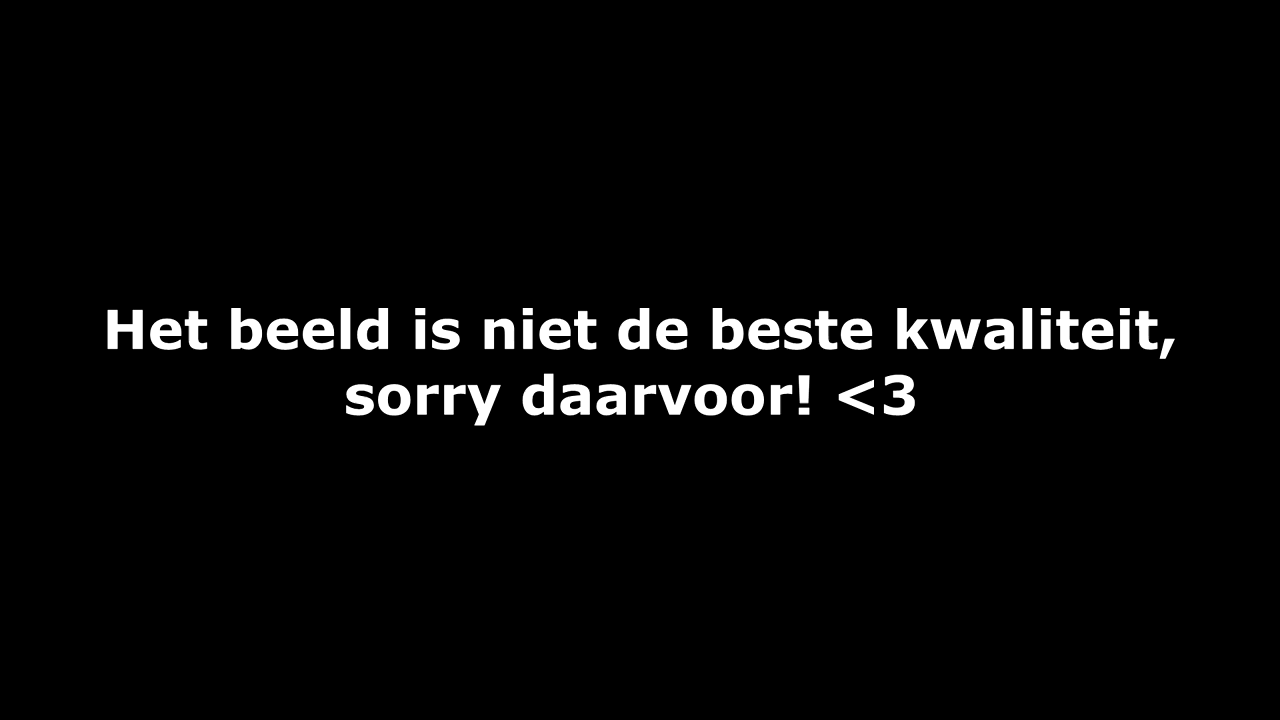 Het beeld is niet de beste kwaliteit,
sorry daarvoor! <3